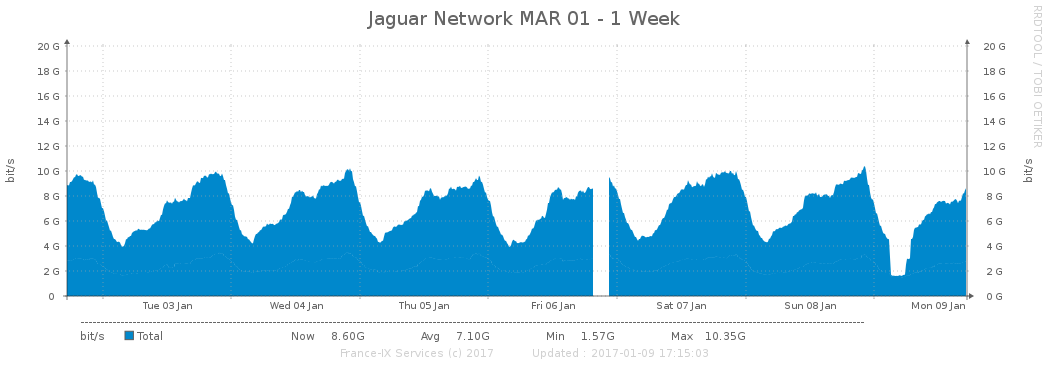 Jaguar Network MAR 01 - 1 Week
RRDTOOL / TOBI OETIKER
bit/s
bit/s
20 G 20 G
18 G 18 G
16 G 16 G
14 G 14 G
12 G 12 G
10 G 10 G
8 G 8 G
6 G 6 G
4 G 4 G
2 G 2 G
0 0 G
Tue 03 Jan Wed 04 Jan Thu 05 Jan Fri 06 Jan Sat 07 Jan Sun 08 Jan Mon 09 Jan
bit/s Total Now 8.60G Avg 7.10G Min 1.57G Max 10.35G
France-IX Services (c) 2017 Updated : 2017-01-09 17:15:03